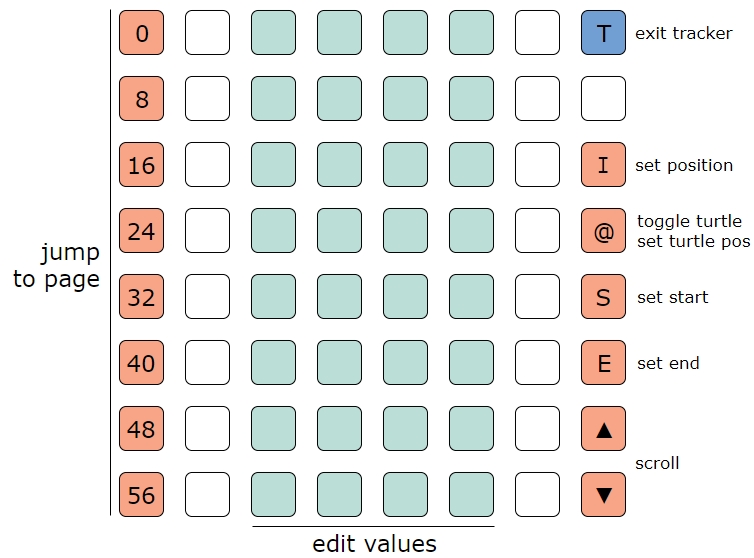 0 T exit tracker
8
16 I set position
24 @ toggle turtle
set turtle pos
jump
to page
32 S set start
40 E set end
48 ▲
scroll
56 ▼
edit values